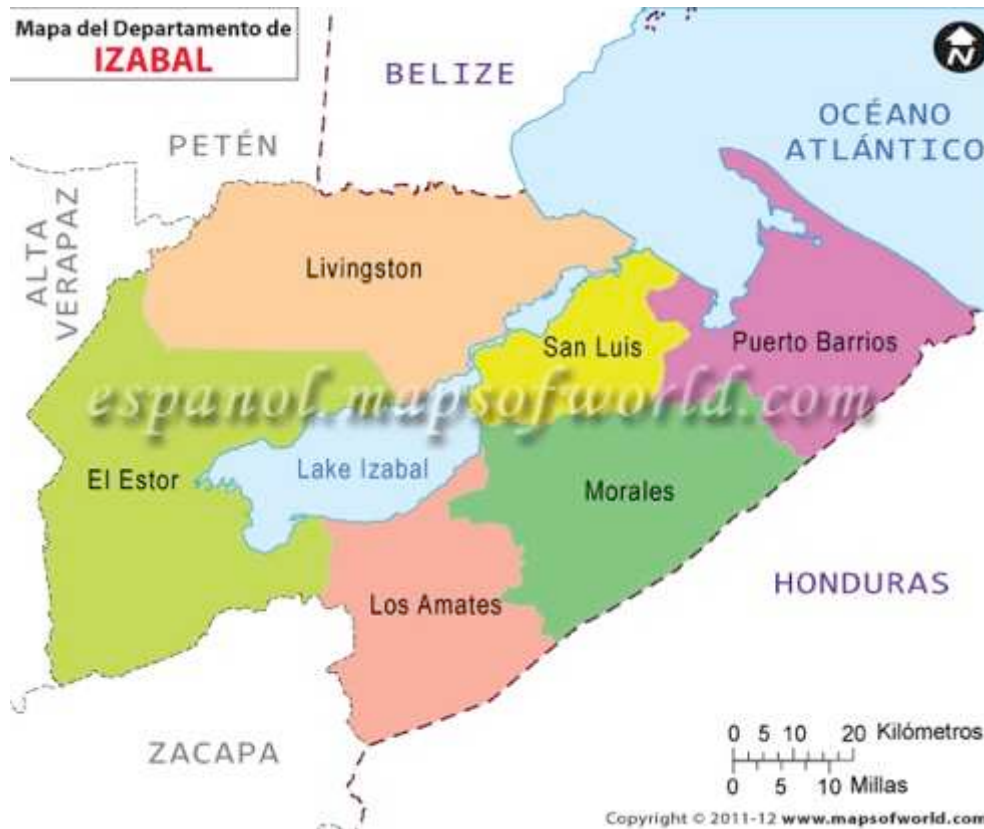 Mapa del Departamento de
IZABAL
N
BELIZE
OCÉANO
ATLÁNTICO
PETÉN
ALTA
VERAPAZ
Livingston
San Luis
Puerto Barrios
espanol.mapsofworld.com
El Estor
Lake Izabal
Morales
Los Amates
HONDURAS
ZACAPA
0 5 10 20 Kilómetros
0 5 10 Millas
Copyright © 2011-12 www.mapsofworld.com